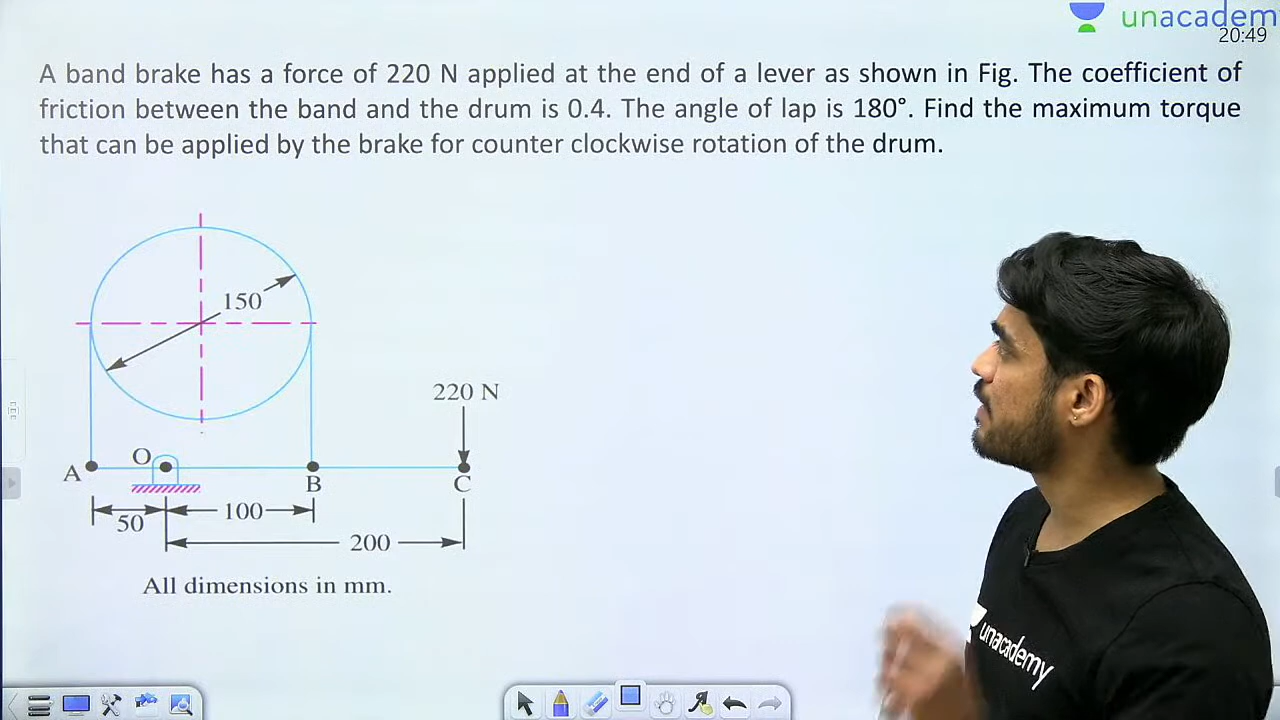 unacadem
20:49
A band brake has a force of 220 N applied at the end of a lever as shown in Fig. The coefficient of
friction between the band and the drum is 0.4. The angle of lap is 180°. Find the maximum torque
that can be applied by the brake for counter clockwise rotation of the drum.
150
220 N
O
A
B
C
50
100
200
All dimensions in mm.
unacademy